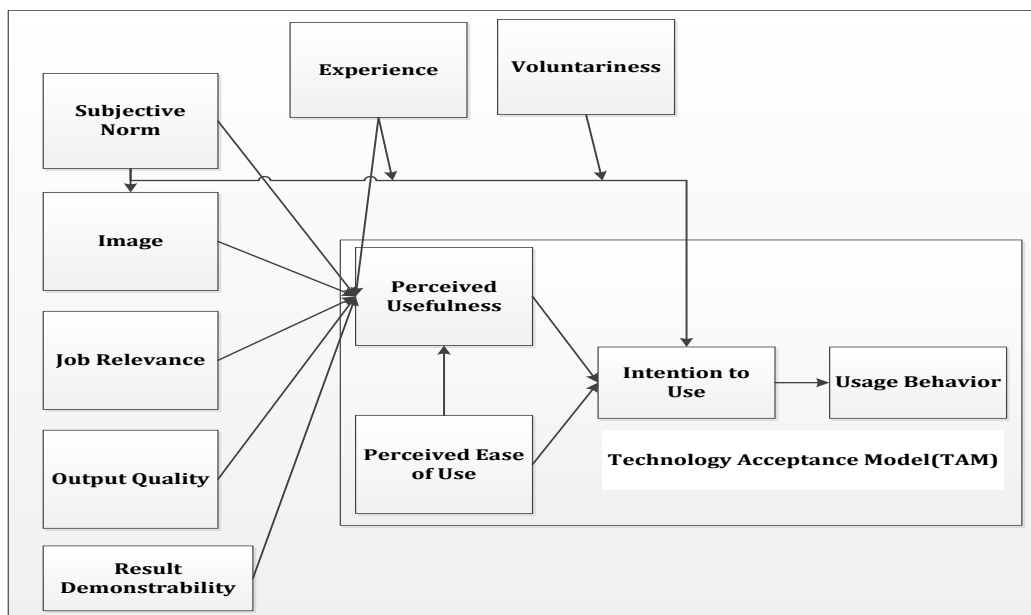 Experience
Voluntariness
Subjective
Norm
Image
Perceived
Usefulness
Job Relevance
Intention to
Use
Usage Behavior
Perceived Ease
of Use
Technology Acceptance Model(TAM)
Output Quality
Result
Demonstrability